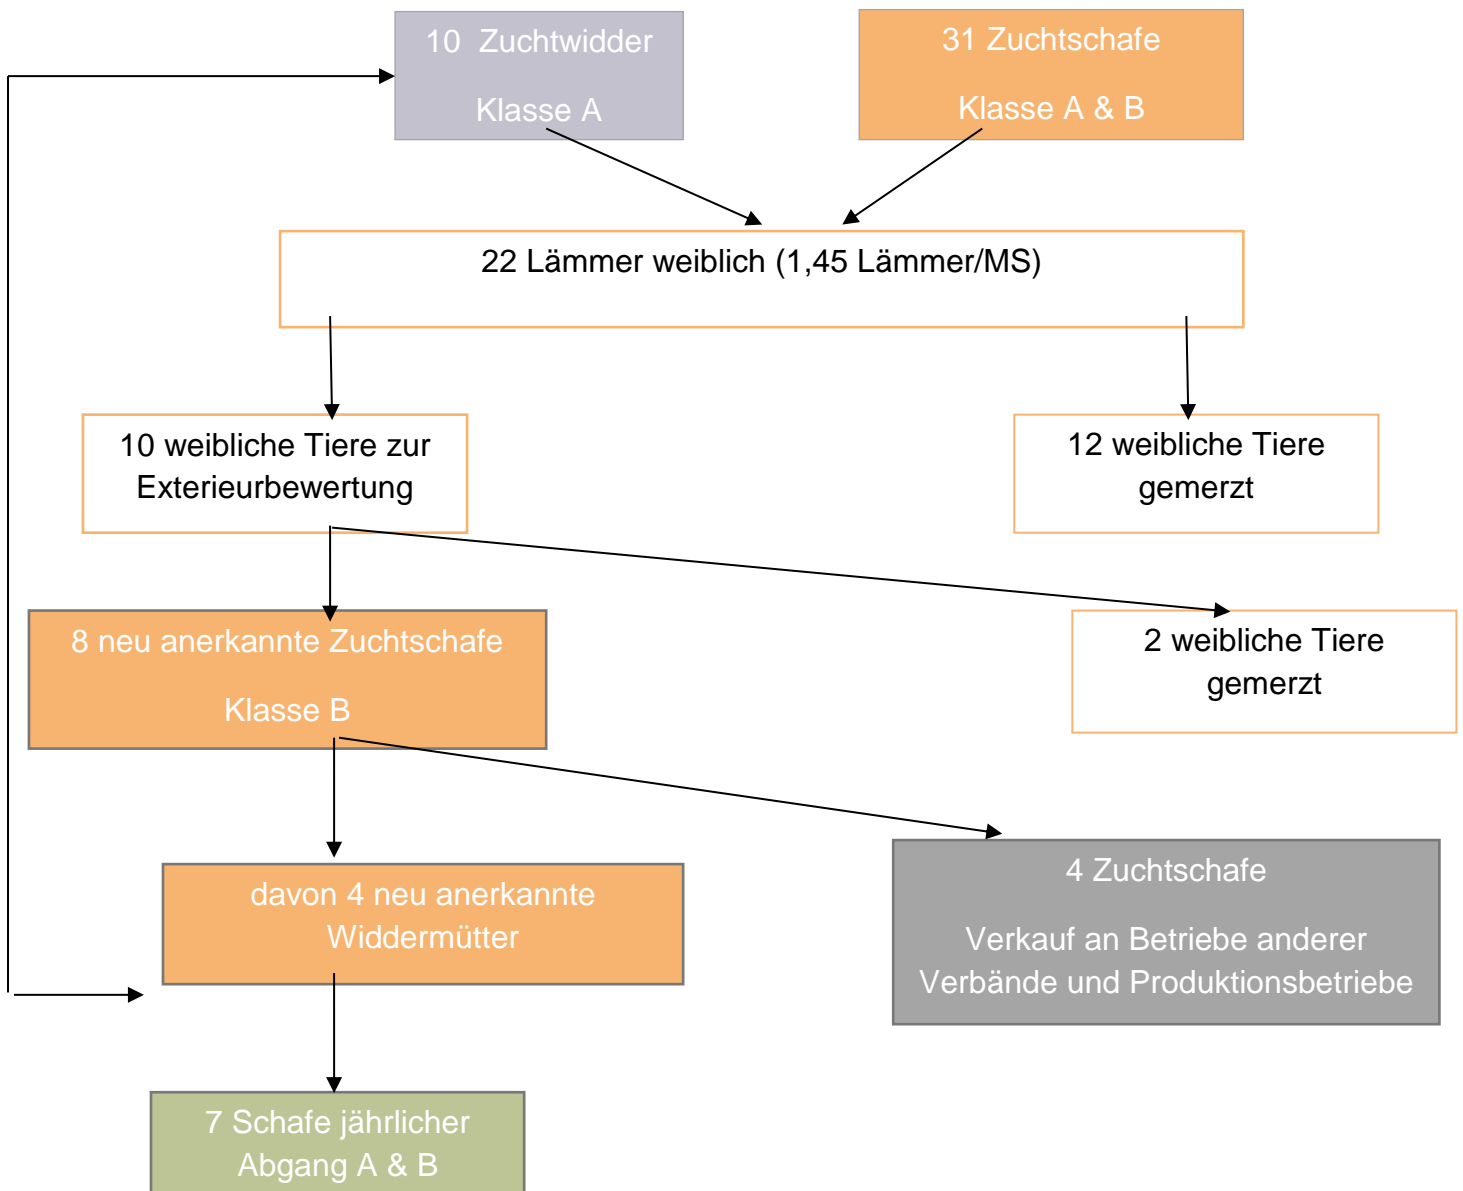 10  Zuchtwidder
Klasse A
31 Zuchtschafe
Klasse A & B
22 Lämmer weiblich (1,45 Lämmer/MS)
10 weibliche Tiere zur
Exterieurbewertung
12 weibliche Tiere
gemerzt
8 neu anerkannte Zuchtschafe
Klasse B
2 weibliche Tiere
gemerzt
davon 4 neu anerkannte
Widdermütter
4 Zuchtschafe
Verkauf an Betriebe anderer
Verbände und Produktionsbetriebe
7 Schafe jährlicher
Abgang A & B